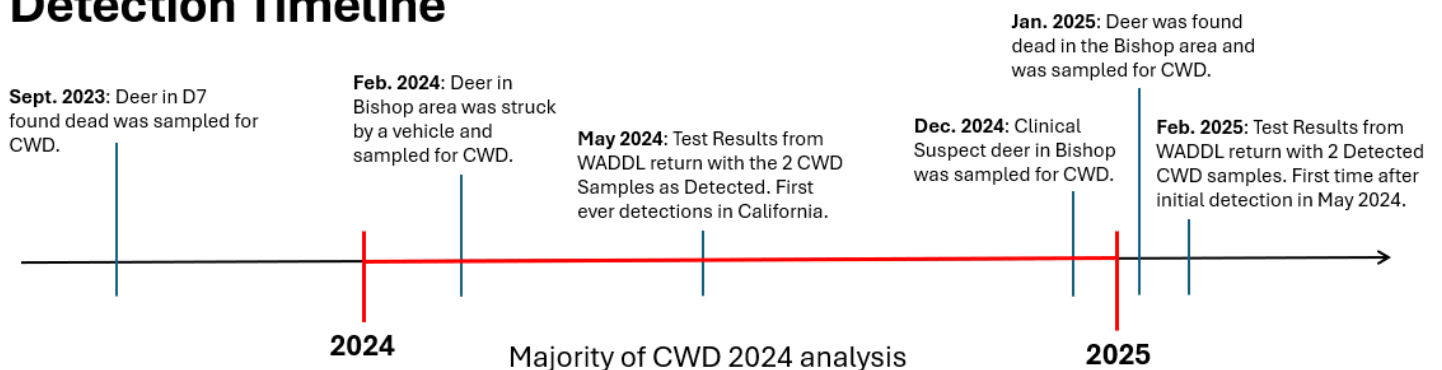 Detection Timeline
Sept. 2023: Deer in D7
found dead was sampled for
CWD.
Feb. 2024: Deer in
Bishop area was struck
by a vehicle and
sampled for CWD.
May 2024: Test Results from
WADDL return with the 2 CWD
Samples as Detected. First
ever detections in California.
Dec. 2024: Clinical
Suspect deer in Bishop
was sampled for CWD.
Jan. 2025: Deer was found
dead in the Bishop area and
was sampled for CWD.
Feb. 2025: Test Results from
WADDL return with 2 Detected
CWD samples. First time after
initial detection in May 2024.
2024
Majority of CWD 2024 analysis
2025